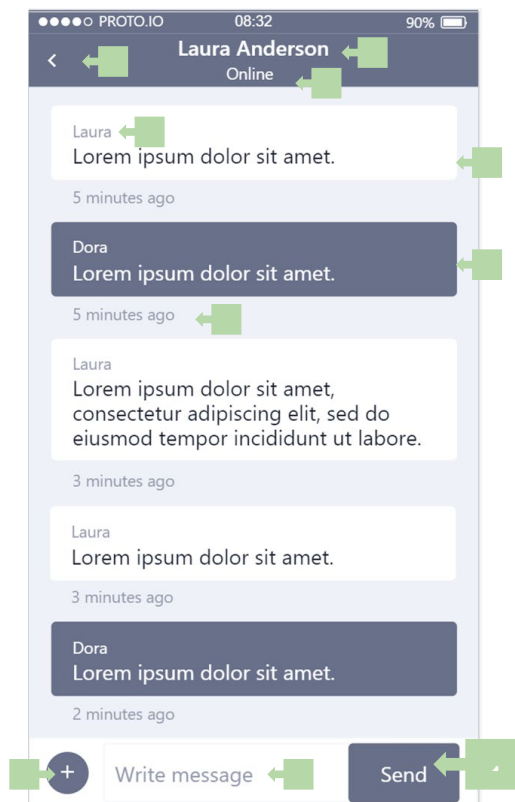 PROTO.IO 08:32 90%
Laura Anderson
Online
Laura
Lorem ipsum dolor sit amet.
5 minutes ago
Dora
Lorem ipsum dolor sit amet.
5 minutes ago
Laura
Lorem ipsum dolor sit amet,
consectetur adipiscing elit, sed do
eiusmod tempor incididunt ut labore.
3 minutes ago
Laura
Lorem ipsum dolor sit amet.
3 minutes ago
Dora
Lorem ipsum dolor sit amet.
2 minutes ago
+ Write message Send